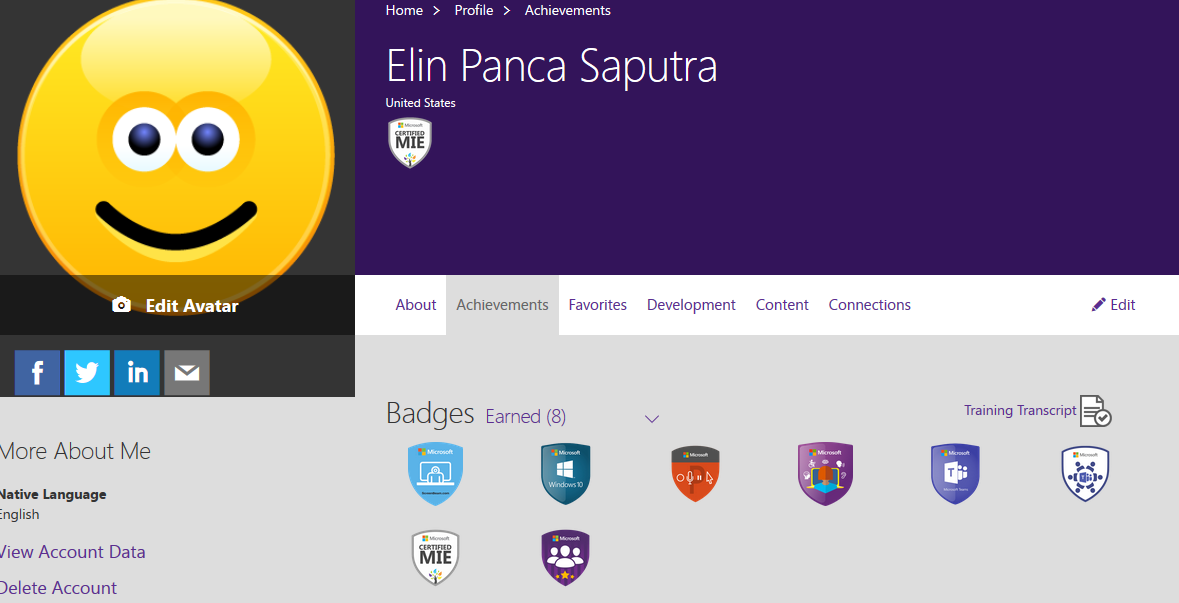 Home > Profile > Achievements
Elin Panca Saputra
United States
Microsoft
CERTIFIED
MIE
Edit Avatar
About Achievements Favorites Development Content Connections Edit
f in
Badges Earned (8) Training Transcript
More About Me
Native Language
English
View Account Data
Delete Account
Microsoft
Microsoft
Windows 10
Microsoft
Microsoft
Microsoft
T
Microsoft Teams
Microsoft
T
Microsoft
CERTIFIED
MIE
Microsoft